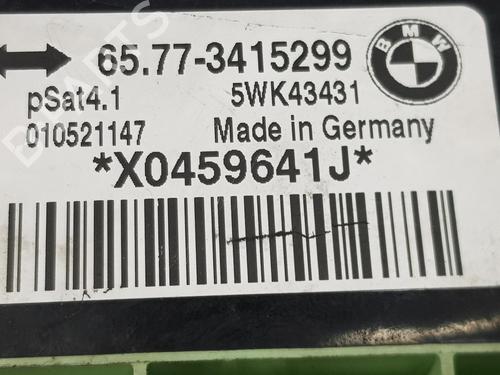 65.77-3415299
BMW
pSat4.1
5WK43431
010521147
Made in Germany
*X0459641J*